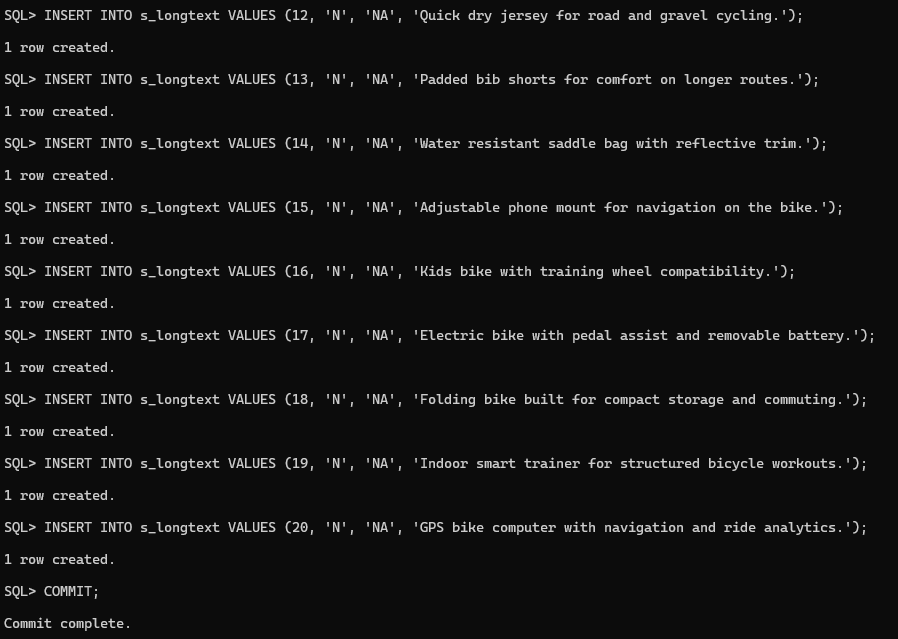 SQL> INSERT INTO s_longtext VALUES (12, 'N', 'NA', 'Quick dry jersey for road and gravel cycling.');
1 row created.
SQL> INSERT INTO s_longtext VALUES (13, 'N', 'NA', 'Padded bib shorts for comfort on longer routes.');
1 row created.
SQL> INSERT INTO s_longtext VALUES (14, 'N', 'NA', 'Water resistant saddle bag with reflective trim.');
1 row created.
SQL> INSERT INTO s_longtext VALUES (15, 'N', 'NA', 'Adjustable phone mount for navigation on the bike.');
1 row created.
SQL> INSERT INTO s_longtext VALUES (16, 'N', 'NA', 'Kids bike with training wheel compatibility.');
1 row created.
SQL> INSERT INTO s_longtext VALUES (17, 'N', 'NA', 'Electric bike with pedal assist and removable battery.');
1 row created.
SQL> INSERT INTO s_longtext VALUES (18, 'N', 'NA', 'Folding bike built for compact storage and commuting.');
1 row created.
SQL> INSERT INTO s_longtext VALUES (19, 'N', 'NA', 'Indoor smart trainer for structured bicycle workouts.');
1 row created.
SQL> INSERT INTO s_longtext VALUES (20, 'N', 'NA', 'GPS bike computer with navigation and ride analytics.');
1 row created.
SQL> COMMIT;
Commit complete.